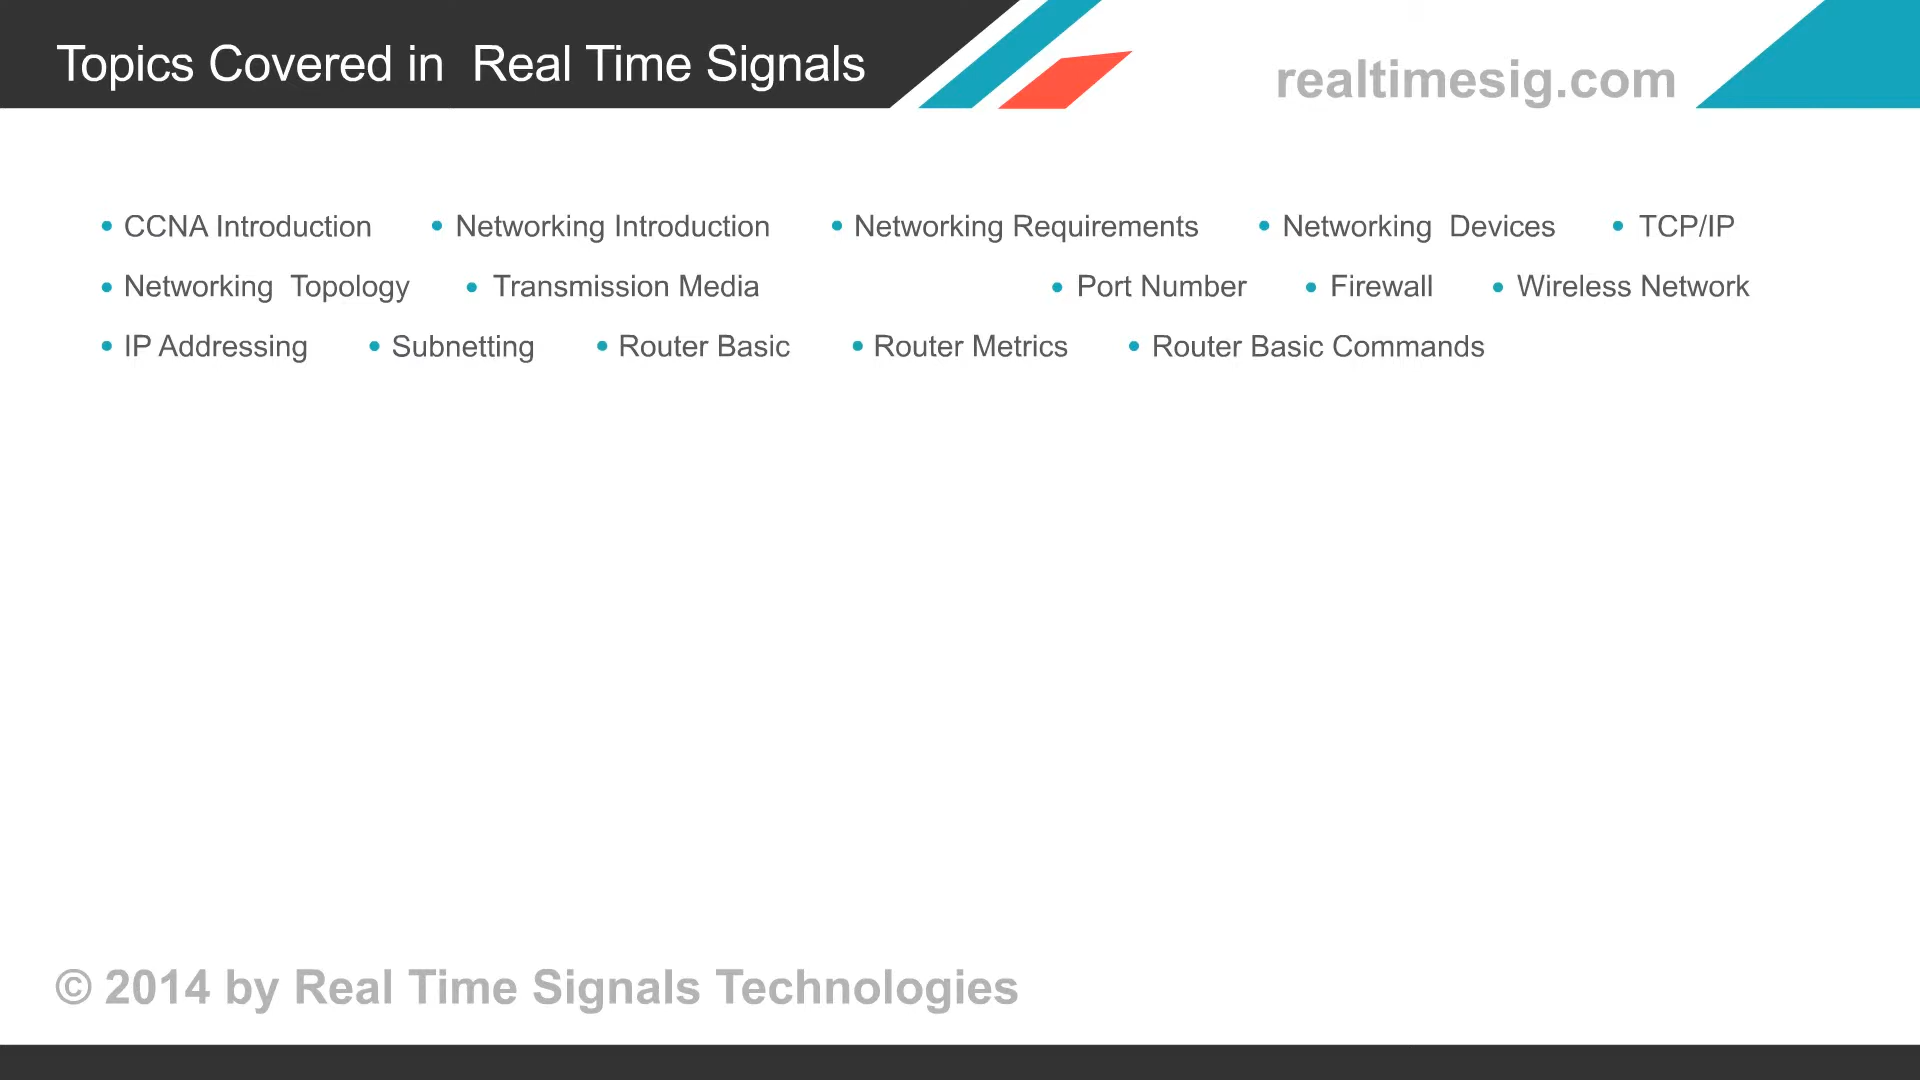 Topics Covered in  Real Time Signals
realtimesig.com
• CCNA Introduction • Networking Introduction • Networking Requirements • Networking  Devices • TCP/IP
• Networking  Topology • Transmission Media • Port Number • Firewall • Wireless Network
• IP Addressing • Subnetting • Router Basic • Router Metrics • Router Basic Commands
© 2014 by Real Time Signals Technologies